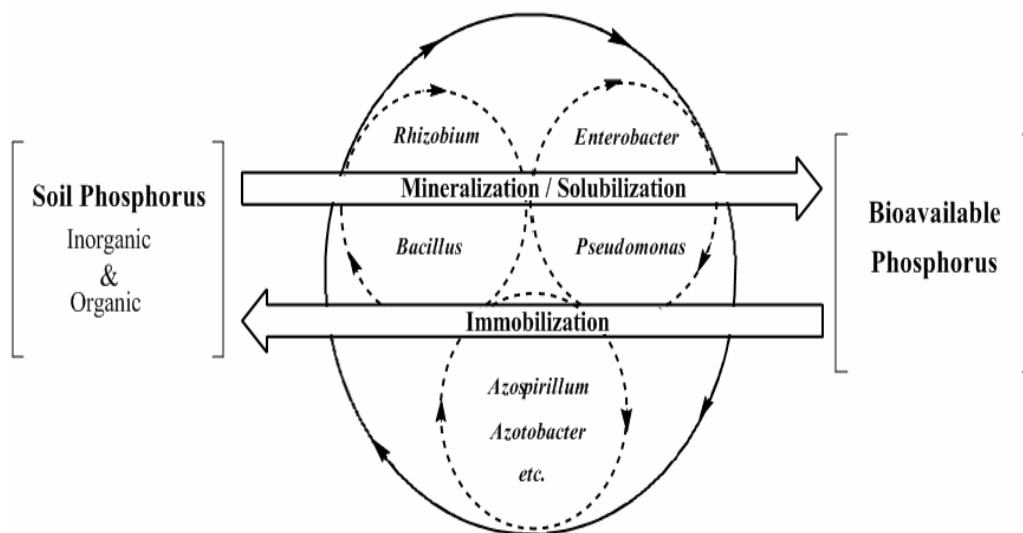 Rhizobium
Enterobacter
Soil Phosphorus
Inorganic
&
Organic
Mineralization / Solubilization
Bioavailable
Phosphorus
Bacillus
Pseudomonas
Immobilization
Azospirillum
Azotobacter
etc.